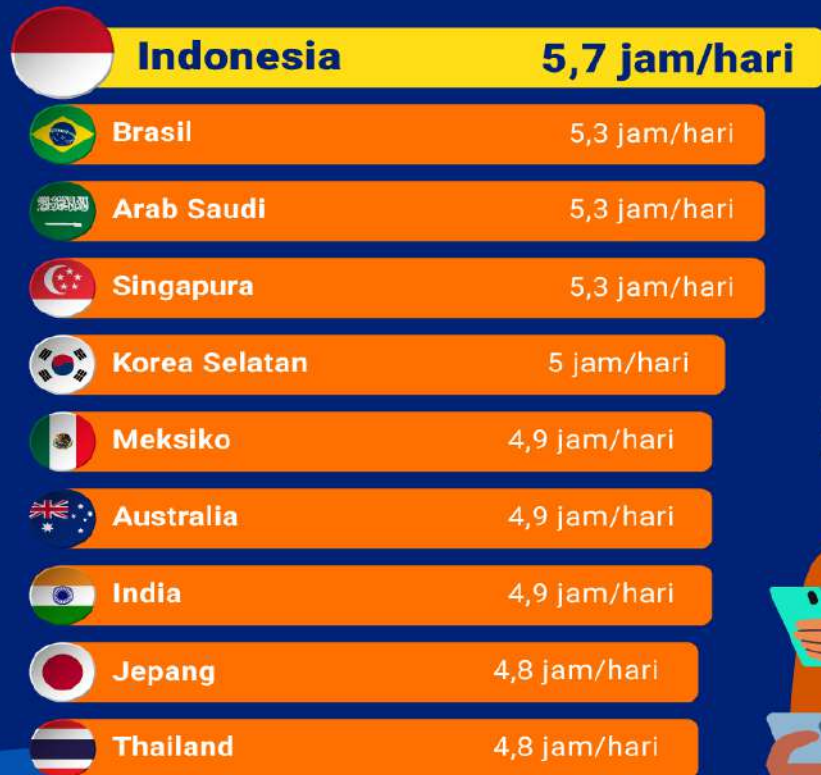 Indonesia 5,7 jam/hari
Brasil 5,3 jam/hari
Arab Saudi 5,3 jam/hari
Singapura 5,3 jam/hari
Korea Selatan 5 jam/hari
Meksiko 4,9 jam/hari
Australia 4,9 jam/hari
India 4,9 jam/hari
Jepang 4,8 jam/hari
Thailand 4,8 jam/hari